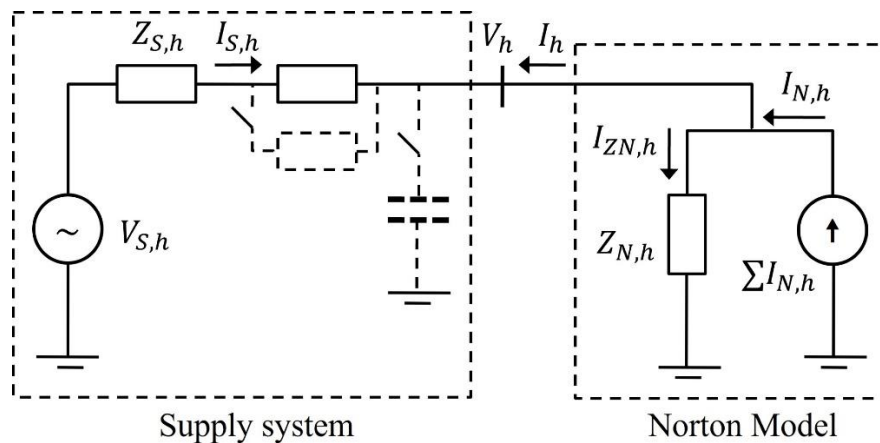 Z_{S,h} I_{S,h} V_h I_h
I_{N,h}
I_{ZN,h}
~ V_{S,h} Z_{N,h} ∑I_{N,h}
Supply system Norton Model